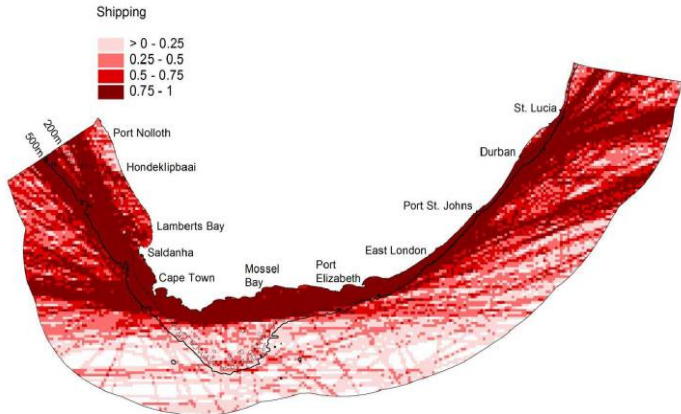 Shipping
> 0 - 0.25
0.25 - 0.5
0.5 - 0.75
0.75 - 1
St. Lucia
Port Nolloth
200m
500m
Durban
Hondeklipbaai
Port St. Johns
Lamberts Bay
Saldanha
East London
Cape Town
Mossel
Bay
Port
Elizabeth